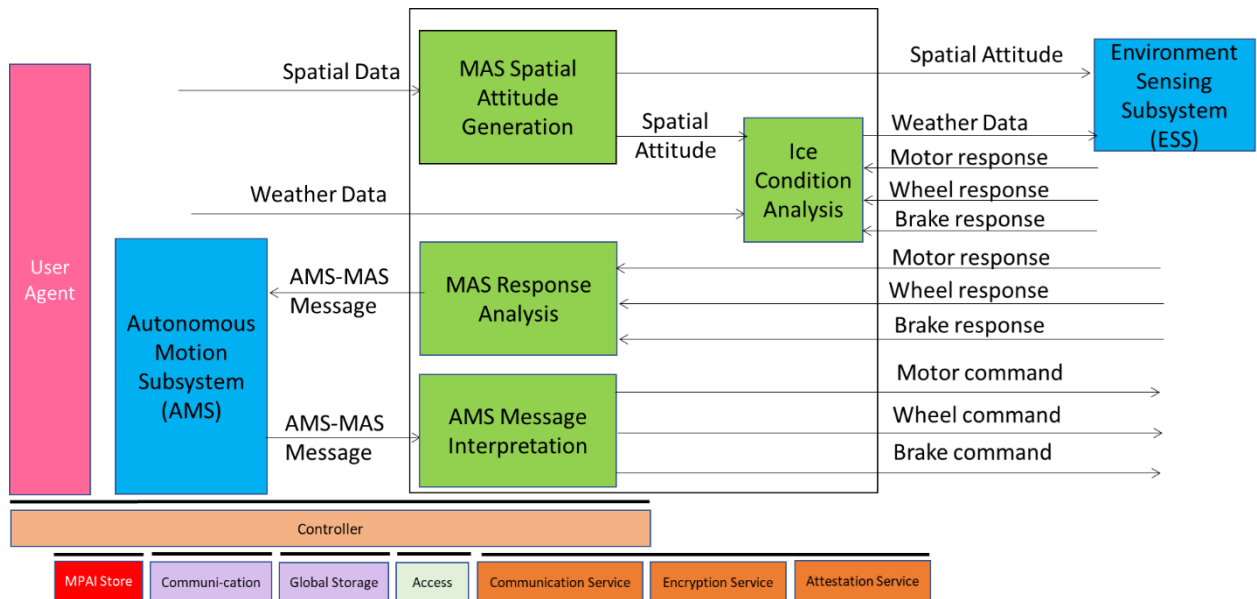 User
Agent
Autonomous
Motion
Subsystem
(AMS)
Spatial Data
Weather Data
AMS-MAS
Message
AMS-MAS
Message
MAS Spatial
Attitude
Generation
Spatial
Attitude
Ice
Condition
Analysis
MAS Response
Analysis
AMS Message
Interpretation
Spatial Attitude
Weather Data
Motor response
Wheel response
Brake response
Motor response
Wheel response
Brake response
Motor command
Wheel command
Brake command
Environment
Sensing
Subsystem
(ESS)
Controller
MPAI Store
Communi-cation
Global Storage
Access
Communication Service
Encryption Service
Attestation Service